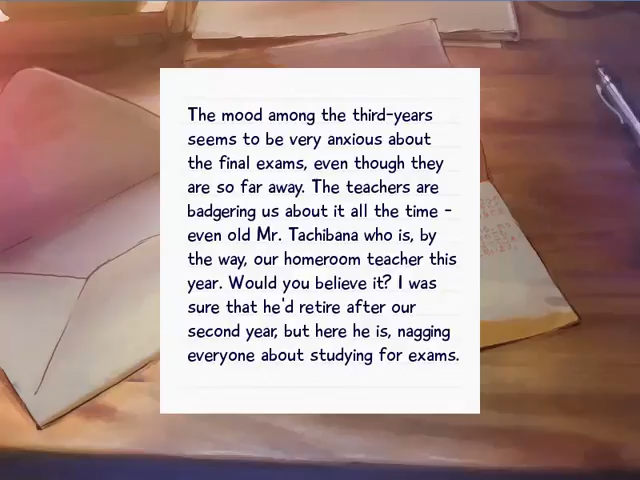 The mood among the third-years
seems to be very anxious about
the final exams, even though they
are so far away. The teachers are
badgering us about it all the time -
even old Mr. Tachibana who is, by
the way, our homeroom teacher this
year. Would you believe it? I was
sure that he'd retire after our
second year, but here he is, nagging
everyone about studying for exams.